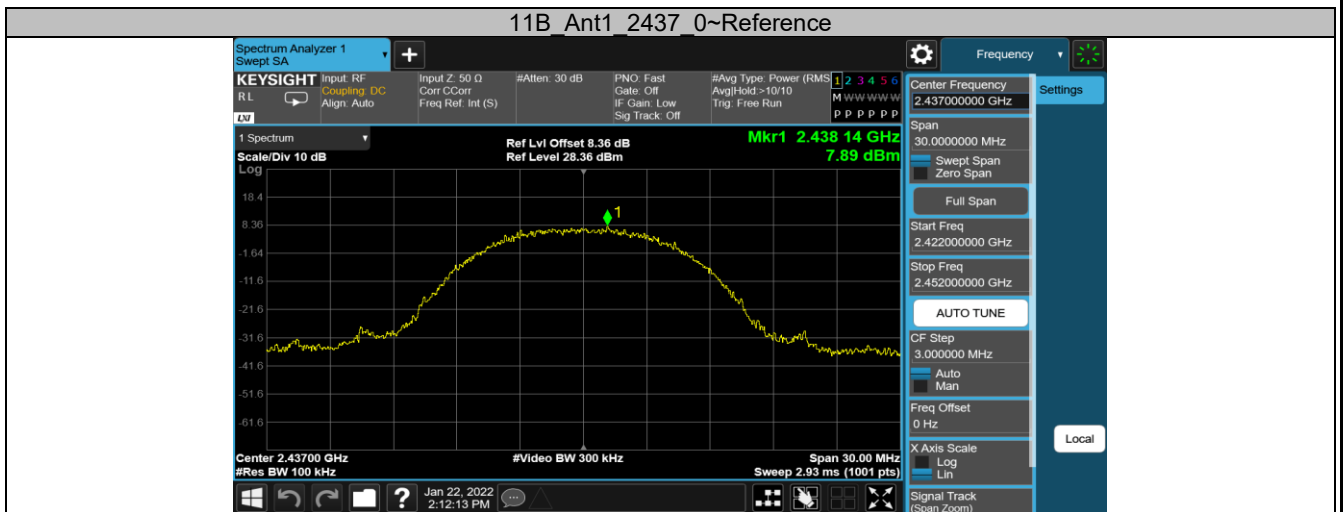 11B_Ant1_2437_0~Reference
Spectrum Analyzer 1
Swept SA
Frequency
KEYSIGHT
RL
LXI
Input: RF
Coupling: DC
Align: Auto
Input Z: 50 Ω
Corr CCorr
Freq Ref: Int (S)
#Atten: 30 dB
PNO: Fast
Gate: Off
IF Gain: Low
Sig Track: Off
#Avg Type: Power (RMS
Avg|Hold:>10/10
Trig: Free Run
1 2 3 4 5 6
M W W W W W
P P P P P P
1 Spectrum
Scale/Div 10 dB
Log
Ref Lvl Offset 8.36 dB
Ref Level 28.36 dBm
Mkr1 2.438 14 GHz
7.89 dBm
18.4
8.36
-1.64
-11.6
-21.6
-31.6
-41.6
-51.6
-61.6
1
Center 2.43700 GHz
#Res BW 100 kHz
#Video BW 300 kHz
Span 30.00 MHz
Sweep 2.93 ms (1001 pts)
Jan 22, 2022
2:12:13 PM
Center Frequency
2.437000000 GHz
Span
30.0000000 MHz
Swept Span
Zero Span
Full Span
Start Freq
2.422000000 GHz
Stop Freq
2.452000000 GHz
AUTO TUNE
CF Step
3.000000 MHz
Auto
Man
Freq Offset
0 Hz
X Axis Scale
Log
Lin
Signal Track
(Span Zoom)
Settings
Local